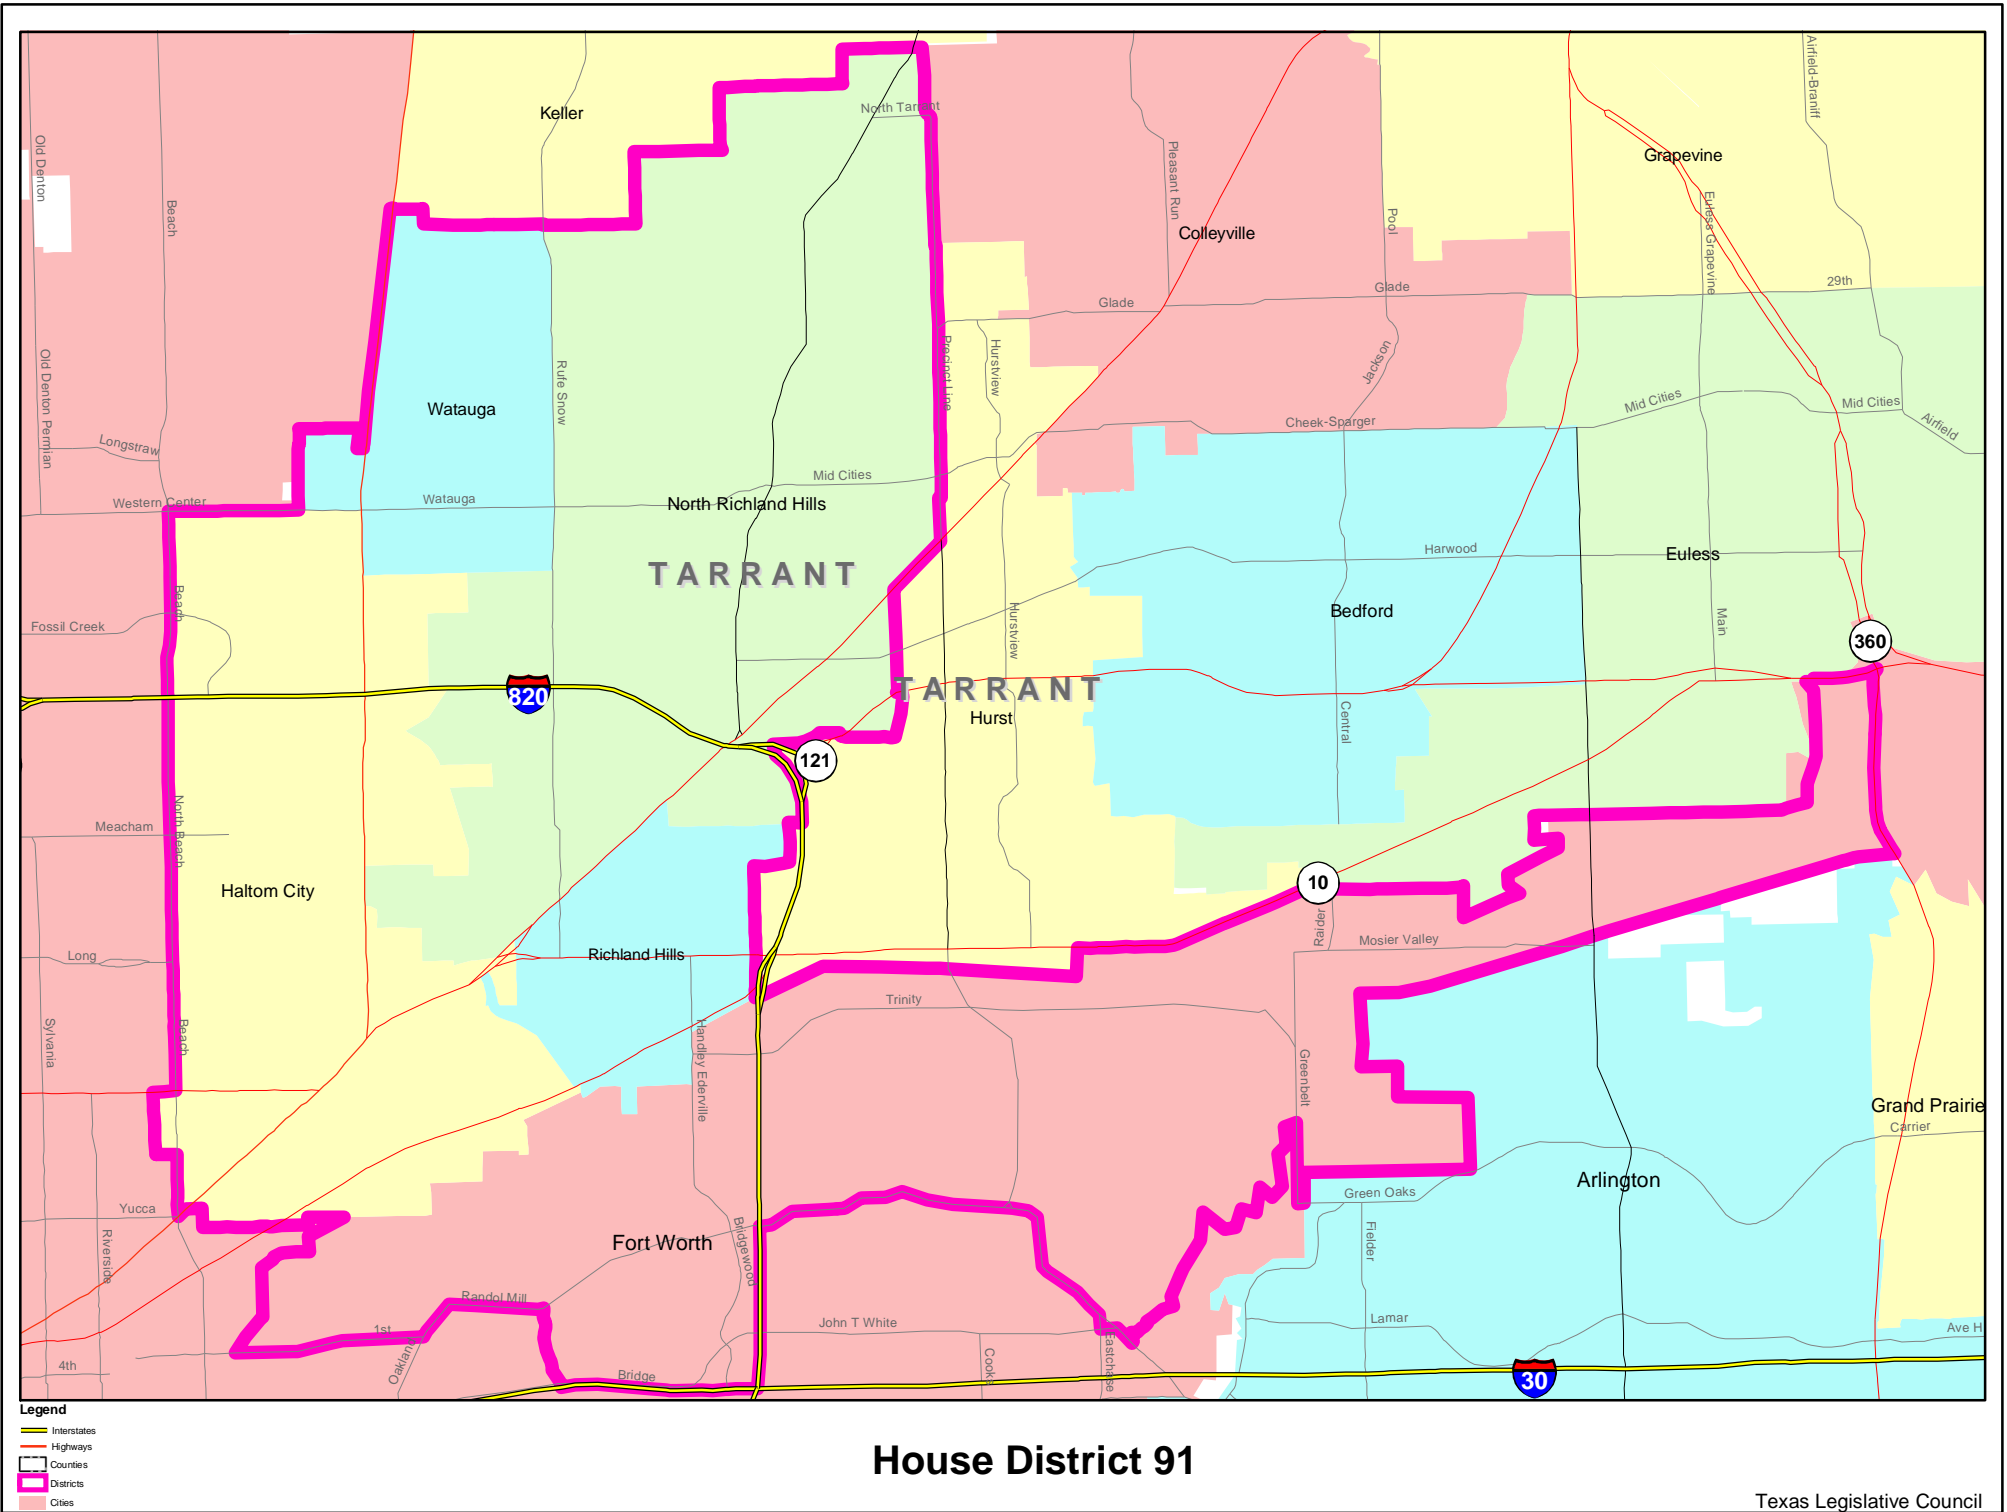 Keller
North Tarrant
Airfield-Braniff
Old Denton
Beach
Pleasant Run
Pool
Grapevine
Euless Grapevine
Colleyville
Glade
Glade
29th
Old Denton Permian
Rufe Snow
Precinct Line
Hurstview
Jackson
Watauga
Mid Cities
Mid Cities
Cheek-Sparger
Airfield
Longstraw
Mid Cities
Western Center
Watauga
North Richland Hills
TARRANT
Harwood
Euless
Beach
Fossil Creek
Hurstview
Bedford
Main
360
820
TARRANT
Hurst
Central
121
Meacham
North Beach
Haltom City
10
Raider
Mosier Valley
Long
Richland Hills
Trinity
Sylvania
Beach
Handley Ederville
Greenbelt
Grand Prairie
Carrier
Arlington
Green Oaks
Yucca
Riverside
Fort Worth
Bridgewood
Fielder
Randol Mill
1st
Oakland
John T White
Lamar
Ave H
4th
Bridge
Cooks
Eastchase
30
Legend
Interstates
Highways
Counties
Districts
Cities
House District 91
Texas Legislative Council